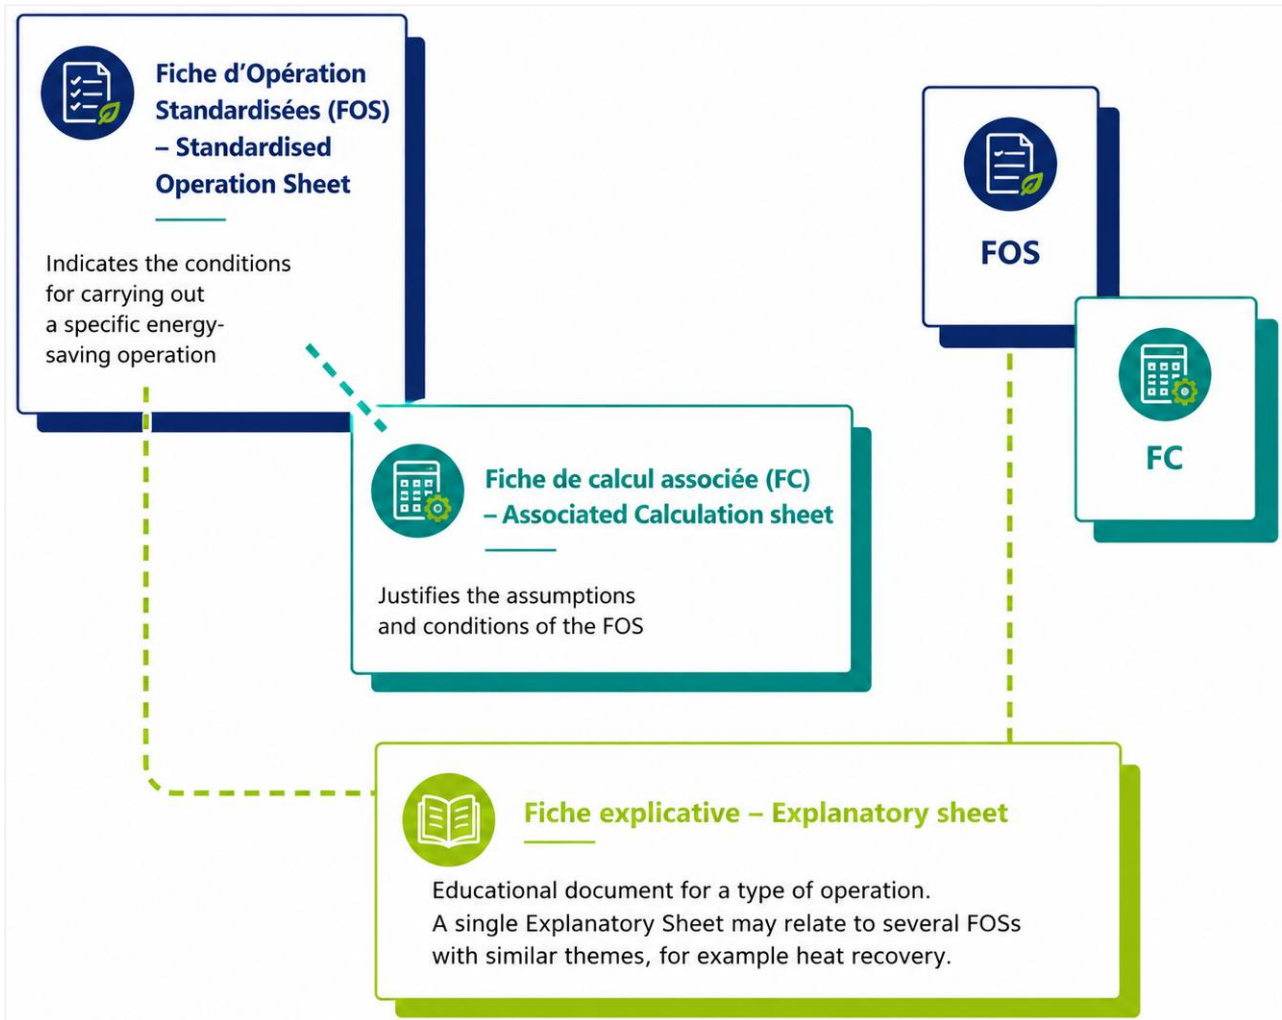 Fiche d'Opération
Standardisées (FOS)
– Standardised
Operation Sheet
Indicates the conditions
for carrying out
a specific energy-
saving operation
FOS
FC
Fiche de calcul associée (FC)
– Associated Calculation sheet
Justifies the assumptions
and conditions of the FOS
Fiche explicative – Explanatory sheet
Educational document for a type of operation.
A single Explanatory Sheet may relate to several FOSs
with similar themes, for example heat recovery.